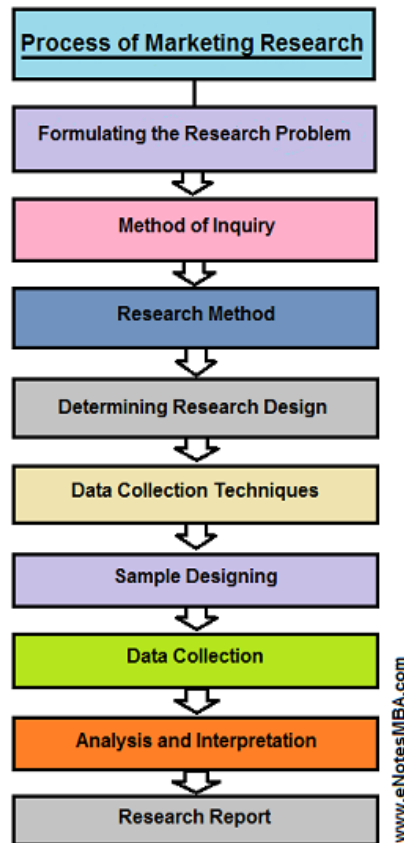 Process of Marketing Research
Formulating the Research Problem
Method of Inquiry
Research Method
Determining Research Design
Data Collection Techniques
Sample Designing
Data Collection
Analysis and Interpretation
Research Report
www.eNotesMBA.com